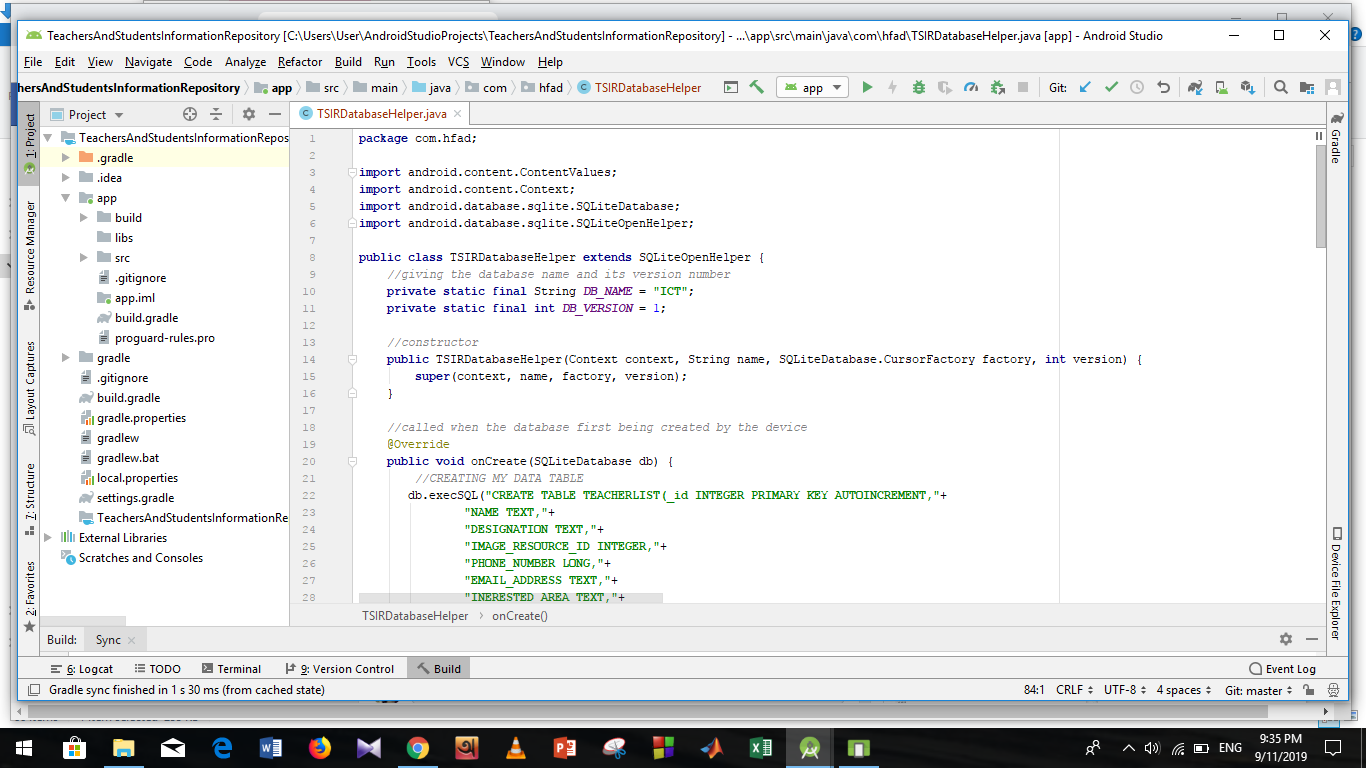 TeachersAndStudentsInformationRepository [C:\Users\User\AndroidStudioProjects\TeachersAndStudentsInformationRepository] - ...\app\src\main\java\com\hfad\TSIRDatabaseHelper.java [app] - Android Studio
File Edit View Navigate Code Analyze Refactor Build Run Tools VCS Window Help
hersAndStudentsInformationRepository app src main java com hfad TSIRDatabaseHelper app Git:
1: Project
Resource Manager
Layout Captures
7: Structure
2: Favorites
Project
TeachersAndStudentsInformationRepos
.gradle
.idea
app
build
libs
src
.gitignore
app.iml
build.gradle
proguard-rules.pro
gradle
.gitignore
build.gradle
gradle.properties
gradlew
gradlew.bat
local.properties
settings.gradle
TeachersAndStudentsInformationRe
External Libraries
Scratches and Consoles
TSIRDatabaseHelper.java
1 package com.hfad;
2
3 import android.content.ContentValues;
4 import android.content.Context;
5 import android.database.sqlite.SQLiteDatabase;
6 import android.database.sqlite.SQLiteOpenHelper;
7
8 public class TSIRDatabaseHelper extends SQLiteOpenHelper {
9 //giving the database name and its version number
10 private static final String DB_NAME = "ICT";
11 private static final int DB_VERSION = 1;
12
13 //constructor
14 public TSIRDatabaseHelper(Context context, String name, SQLiteDatabase.CursorFactory factory, int version) {
15 super(context, name, factory, version);
16 }
17
18 //called when the database first being created by the device
19 @Override
20 public void onCreate(SQLiteDatabase db) {
21 //CREATING MY DATA TABLE
22 db.execSQL("CREATE TABLE TEACHERLIST(_id INTEGER PRIMARY KEY AUTOINCREMENT,"+
23 "NAME TEXT,"+
24 "DESIGNATION TEXT,"+
25 "IMAGE_RESOURCE_ID INTEGER,"+
26 "PHONE_NUMBER LONG,"+
27 "EMAIL_ADDRESS TEXT,"+
28 "INERESTED AREA TEXT,"+
TSIRDatabaseHelper onCreate()
Gradle
Device File Explorer
Build: Sync
6: Logcat TODO Terminal 9: Version Control Build Event Log
Gradle sync finished in 1 s 30 ms (from cached state) 84:1 CRLF UTF-8 4 spaces Git: master
ENG
9:35 PM
9/11/2019